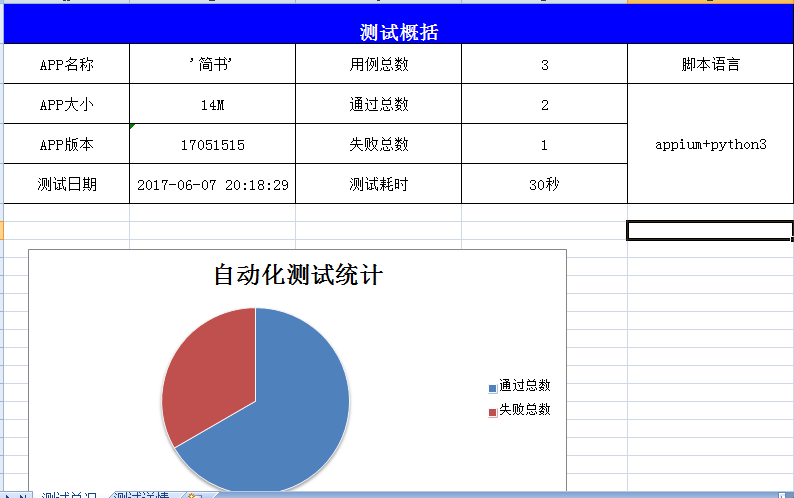 测试概括
APP名称 '简书' 用例总数 3 脚本语言
APP大小 14M 通过总数 2
APP版本 17051515 失败总数 1 appium+python3
测试日期 2017-06-07 20:18:29 测试耗时 30秒
自动化测试统计
通过总数
失败总数
测试总况 测试详情